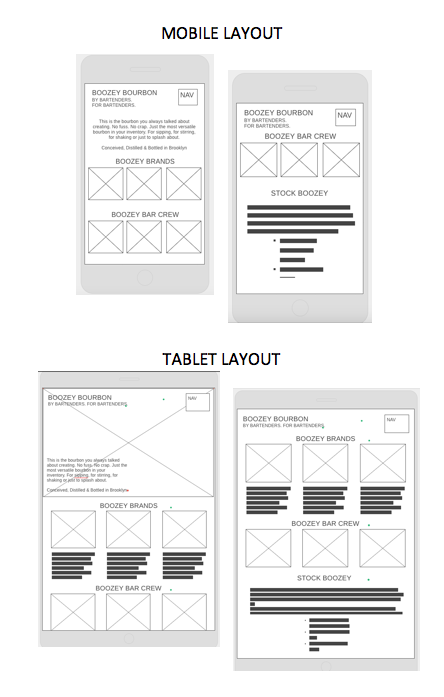 MOBILE LAYOUT
BOOZEY BOURBON
BY BARTENDERS.
FOR BARTENDERS.
NAV
This is the bourbon you always talked about
creating. No fuss. No crap. Just the most versatile
bourbon in your inventory. For sipping, for stirring,
for shaking or just to splash about.
Conceived, Distilled & Bottled in Brooklyn
BOOZEY BRANDS
BOOZEY BAR CREW
BOOZEY BOURBON
BY BARTENDERS.
FOR BARTENDERS.
NAV
BOOZEY BAR CREW
STOCK BOOZEY
TABLET LAYOUT
BOOZEY BOURBON
BY BARTENDERS. FOR BARTENDERS.
NAV
This is the bourbon you always talked
about creating. No fuss. No crap. Just the
most versatile bourbon in your
inventory. For sipping, for stirring, for
shaking or just to splash about.
Conceived, Distilled & Bottled in Brooklyn
BOOZEY BRANDS
BOOZEY BAR CREW
BOOZEY BOURBON
BY BARTENDERS. FOR BARTENDERS.
NAV
BOOZEY BRANDS
BOOZEY BAR CREW
STOCK BOOZEY